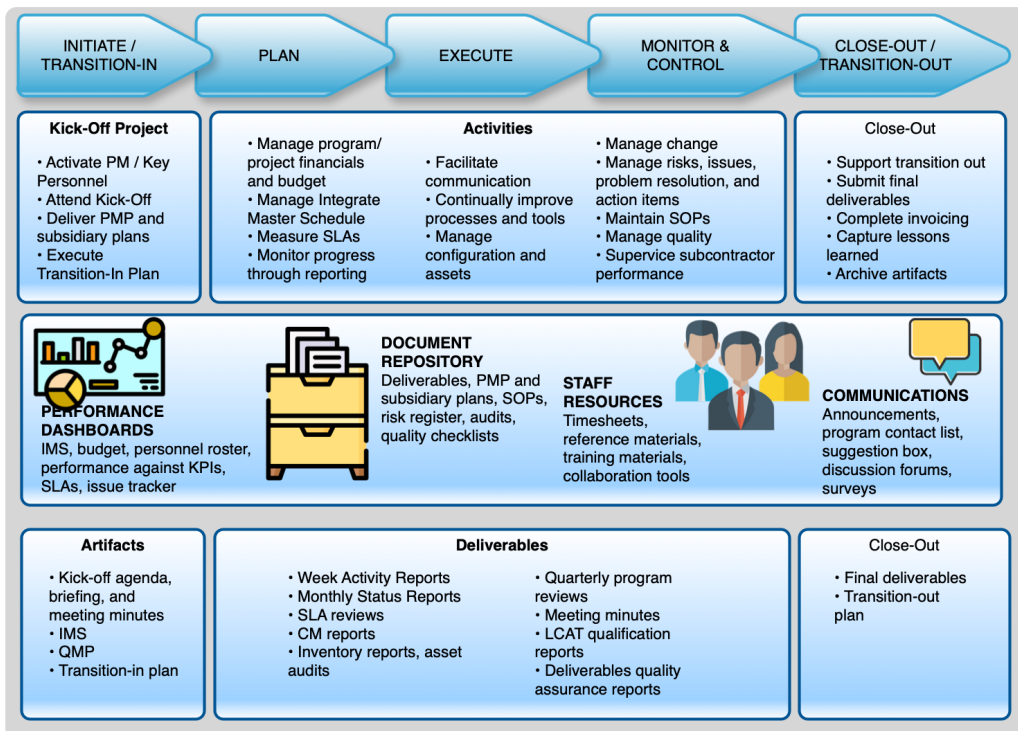 INITIATE /
TRANSITION-IN
PLAN
EXECUTE
MONITOR &
CONTROL
CLOSE-OUT /
TRANSITION-OUT
Kick-Off Project
• Activate PM / Key
Personnel
• Attend Kick-Off
• Deliver PMP and
subsidiary plans
• Execute
Transition-In Plan
Activities
• Manage program/
project financials
and budget
• Manage Integrate
Master Schedule
• Measure SLAs
• Monitor progress
through reporting
• Facilitate
communication
• Continually improve
processes and tools
• Manage
configuration and
assets
• Manage change
• Manage risks, issues,
problem resolution, and
action items
• Maintain SOPs
• Manage quality
• Supervice subcontractor
performance
Close-Out
• Support transition out
• Submit final
deliverables
• Complete invoicing
• Capture lessons
learned
• Archive artifacts
PERFORMANCE
DASHBOARDS
IMS, budget, personnel roster,
performance against KPIs,
SLAs, issue tracker
DOCUMENT
REPOSITORY
Deliverables, PMP and
subsidiary plans, SOPs,
risk register, audits,
quality checklists
STAFF
RESOURCES
Timesheets,
reference materials,
training materials,
collaboration tools
COMMUNICATIONS
Announcements,
program contact list,
suggestion box,
discussion forums,
surveys
Artifacts
• Kick-off agenda,
briefing, and
meeting minutes
• IMS
• QMP
• Transition-in plan
Deliverables
• Week Activity Reports
• Monthly Status Reports
• SLA reviews
• CM reports
• Inventory reports, asset
audits
• Quarterly program
reviews
• Meeting minutes
• LCAT qualification
reports
• Deliverables quality
assurance reports
Close-Out
• Final deliverables
• Transition-out
plan